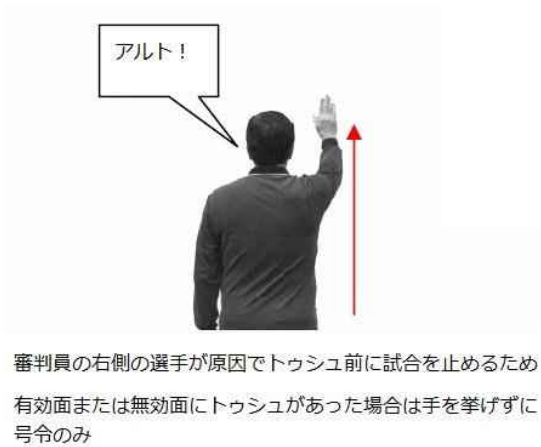 アルト！
審判員の右側の選手が原因でトゥシュ前に試合を止めるため
有効面または無効面にトゥシュがあった場合は手を挙げずに
号令のみ